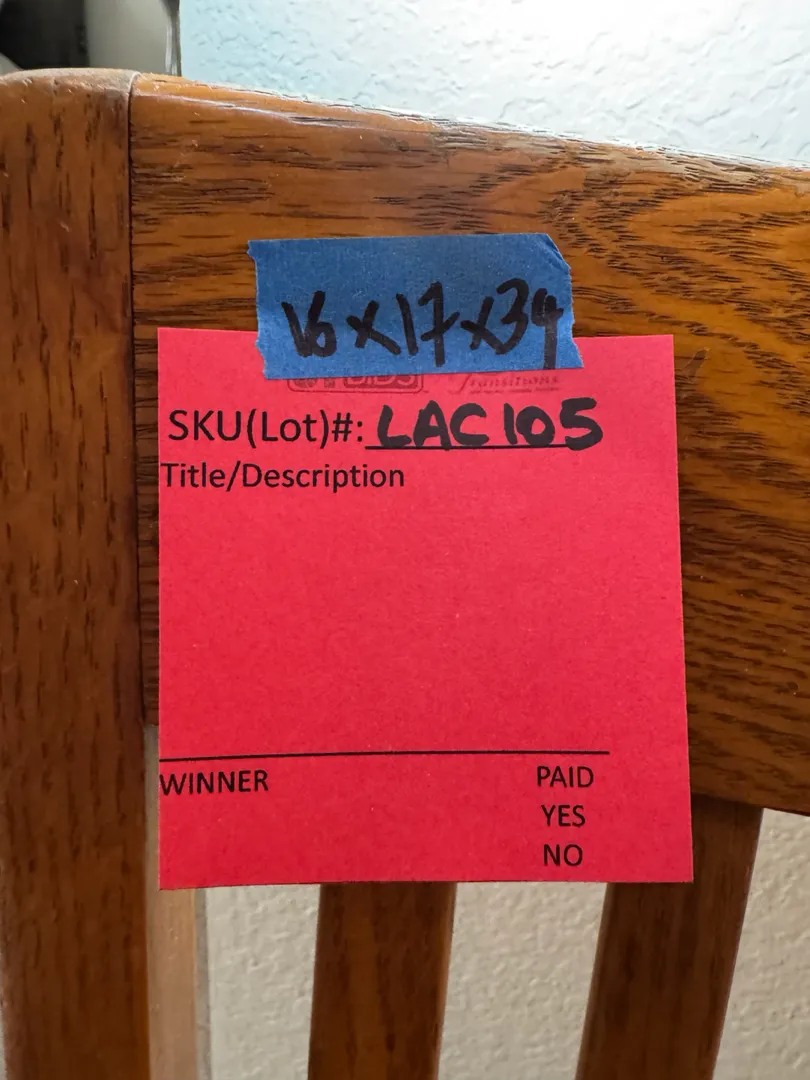 16x17x34
SKU(Lot)#: LAC105
Title/Description
WINNER
PAID
YES
NO